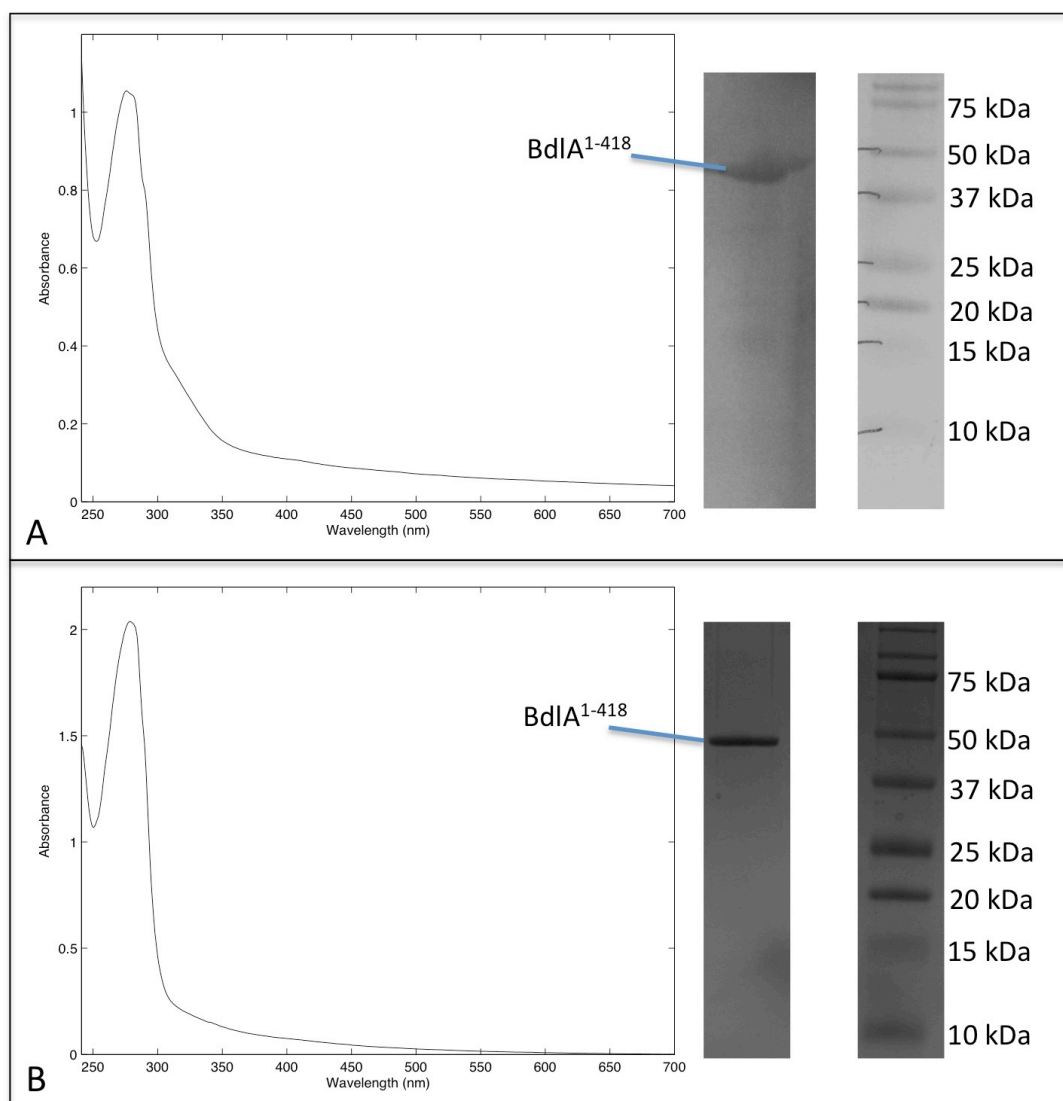 1
0.8
0.6
0.4
0.2
0
Absorbance
250 300 350 400 450 500 550 600 650 700
Wavelength (nm)
BdlA1-418
75 kDa
50 kDa
37 kDa
25 kDa
20 kDa
15 kDa
10 kDa
A
2
1.5
1
0.5
0
Absorbance
250 300 350 400 450 500 550 600 650 700
Wavelength (nm)
BdlA1-418
75 kDa
50 kDa
37 kDa
25 kDa
20 kDa
15 kDa
10 kDa
B